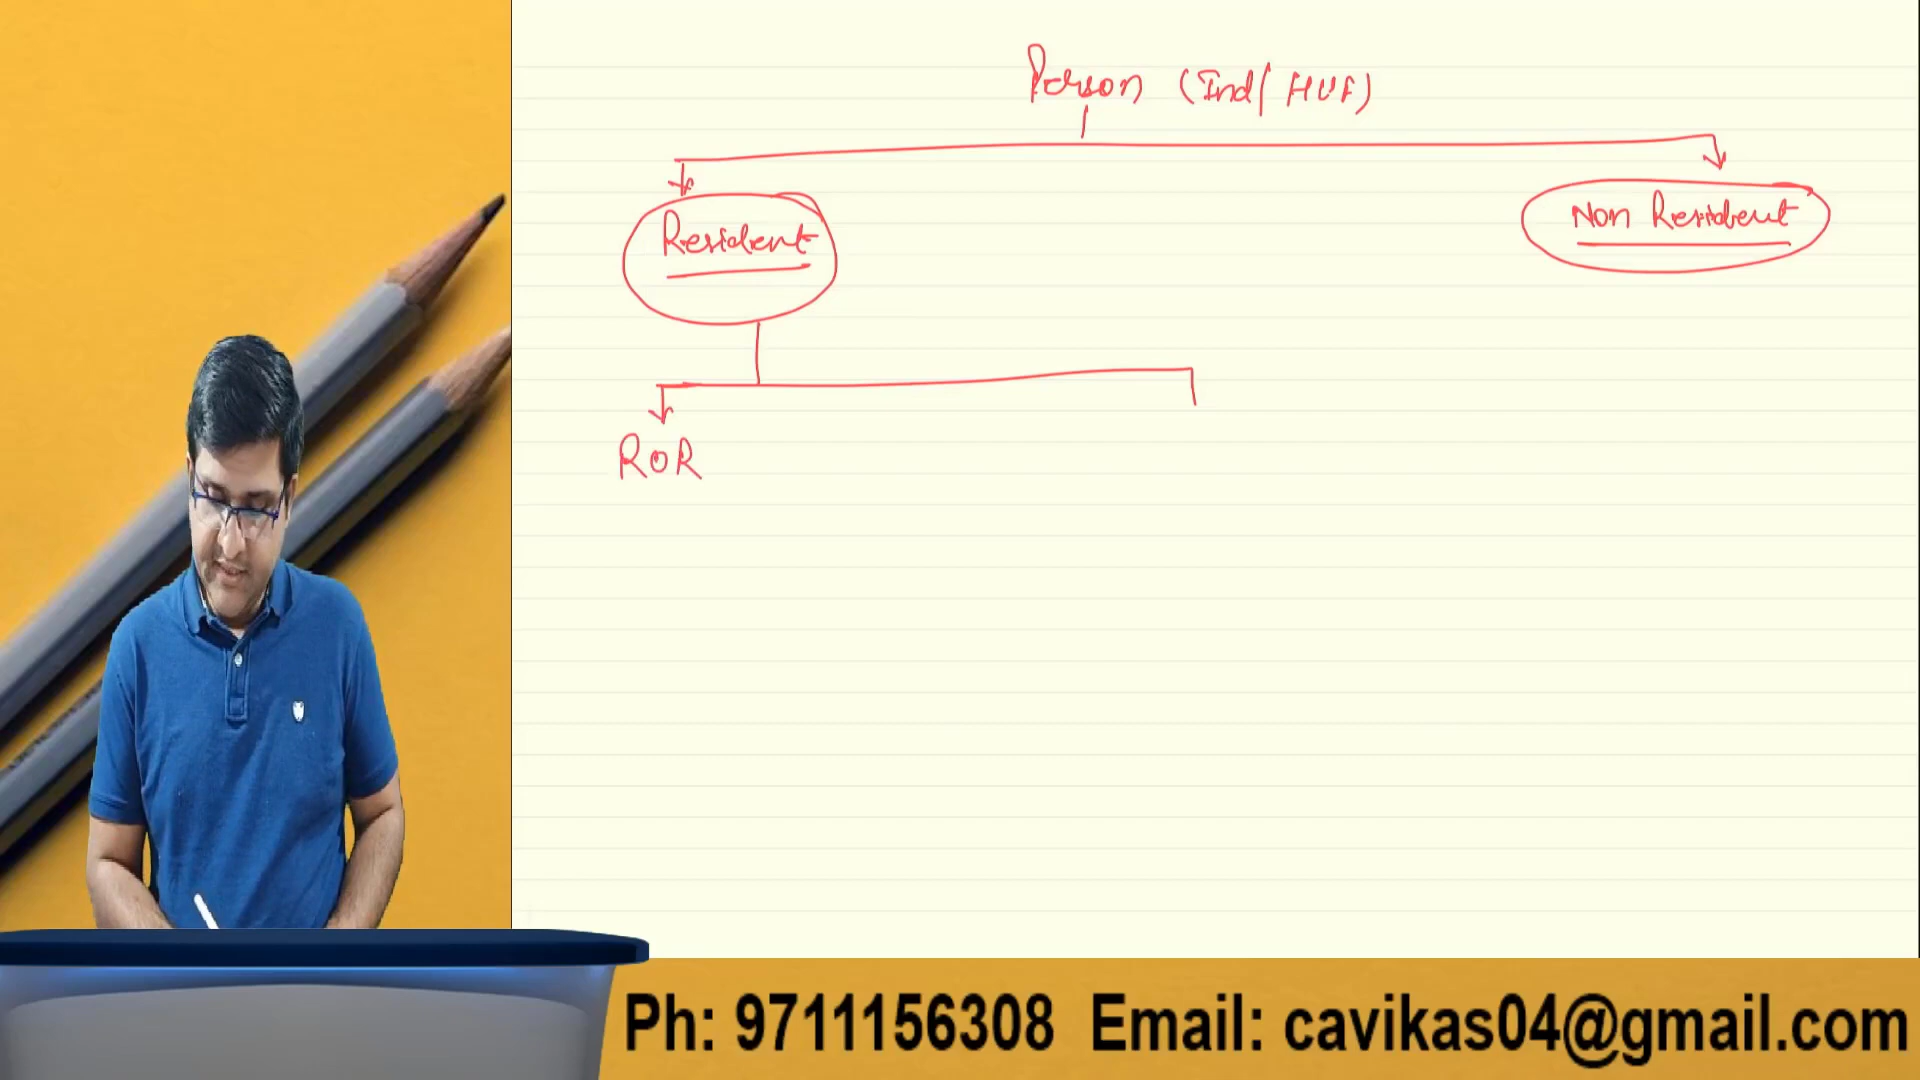 Person (Ind/ HUF)
Resident
Non Resident
ROR
Ph: 9711156308 Email: cavikas04@gmail.com